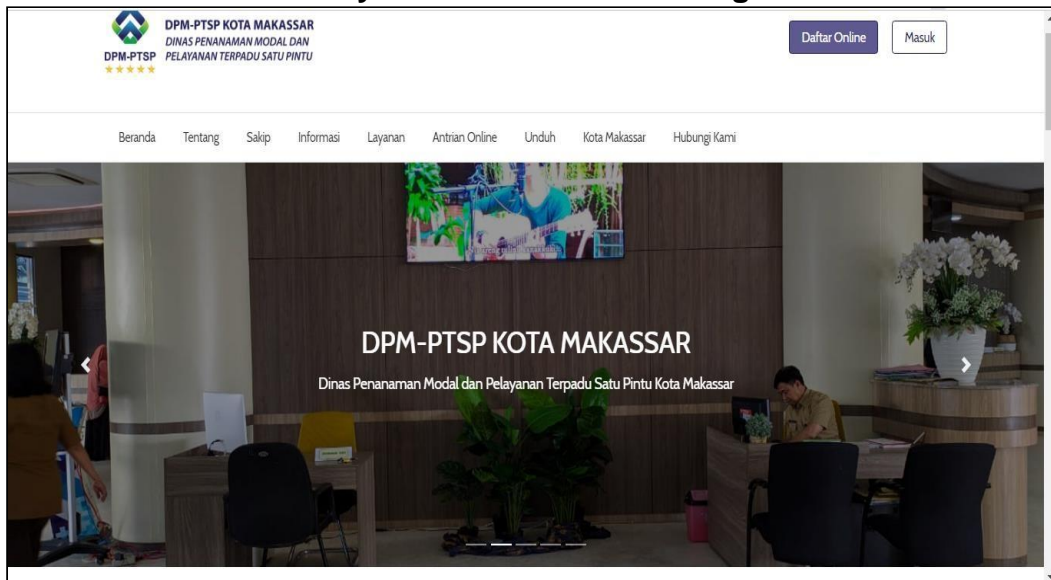 DPM-PTSP KOTA MAKASSAR
DINAS PENANAMAN MODAL DAN
PELAYANAN TERPADU SATU PINTU
DPM-PTSP
Daftar Online
Masuk
Beranda Tentang Sakip Informasi Layanan Antrian Online Unduh Kota Makassar Hubungi Kami
DPM-PTSP KOTA MAKASSAR
Dinas Penanaman Modal dan Pelayanan Terpadu Satu Pintu Kota Makassar